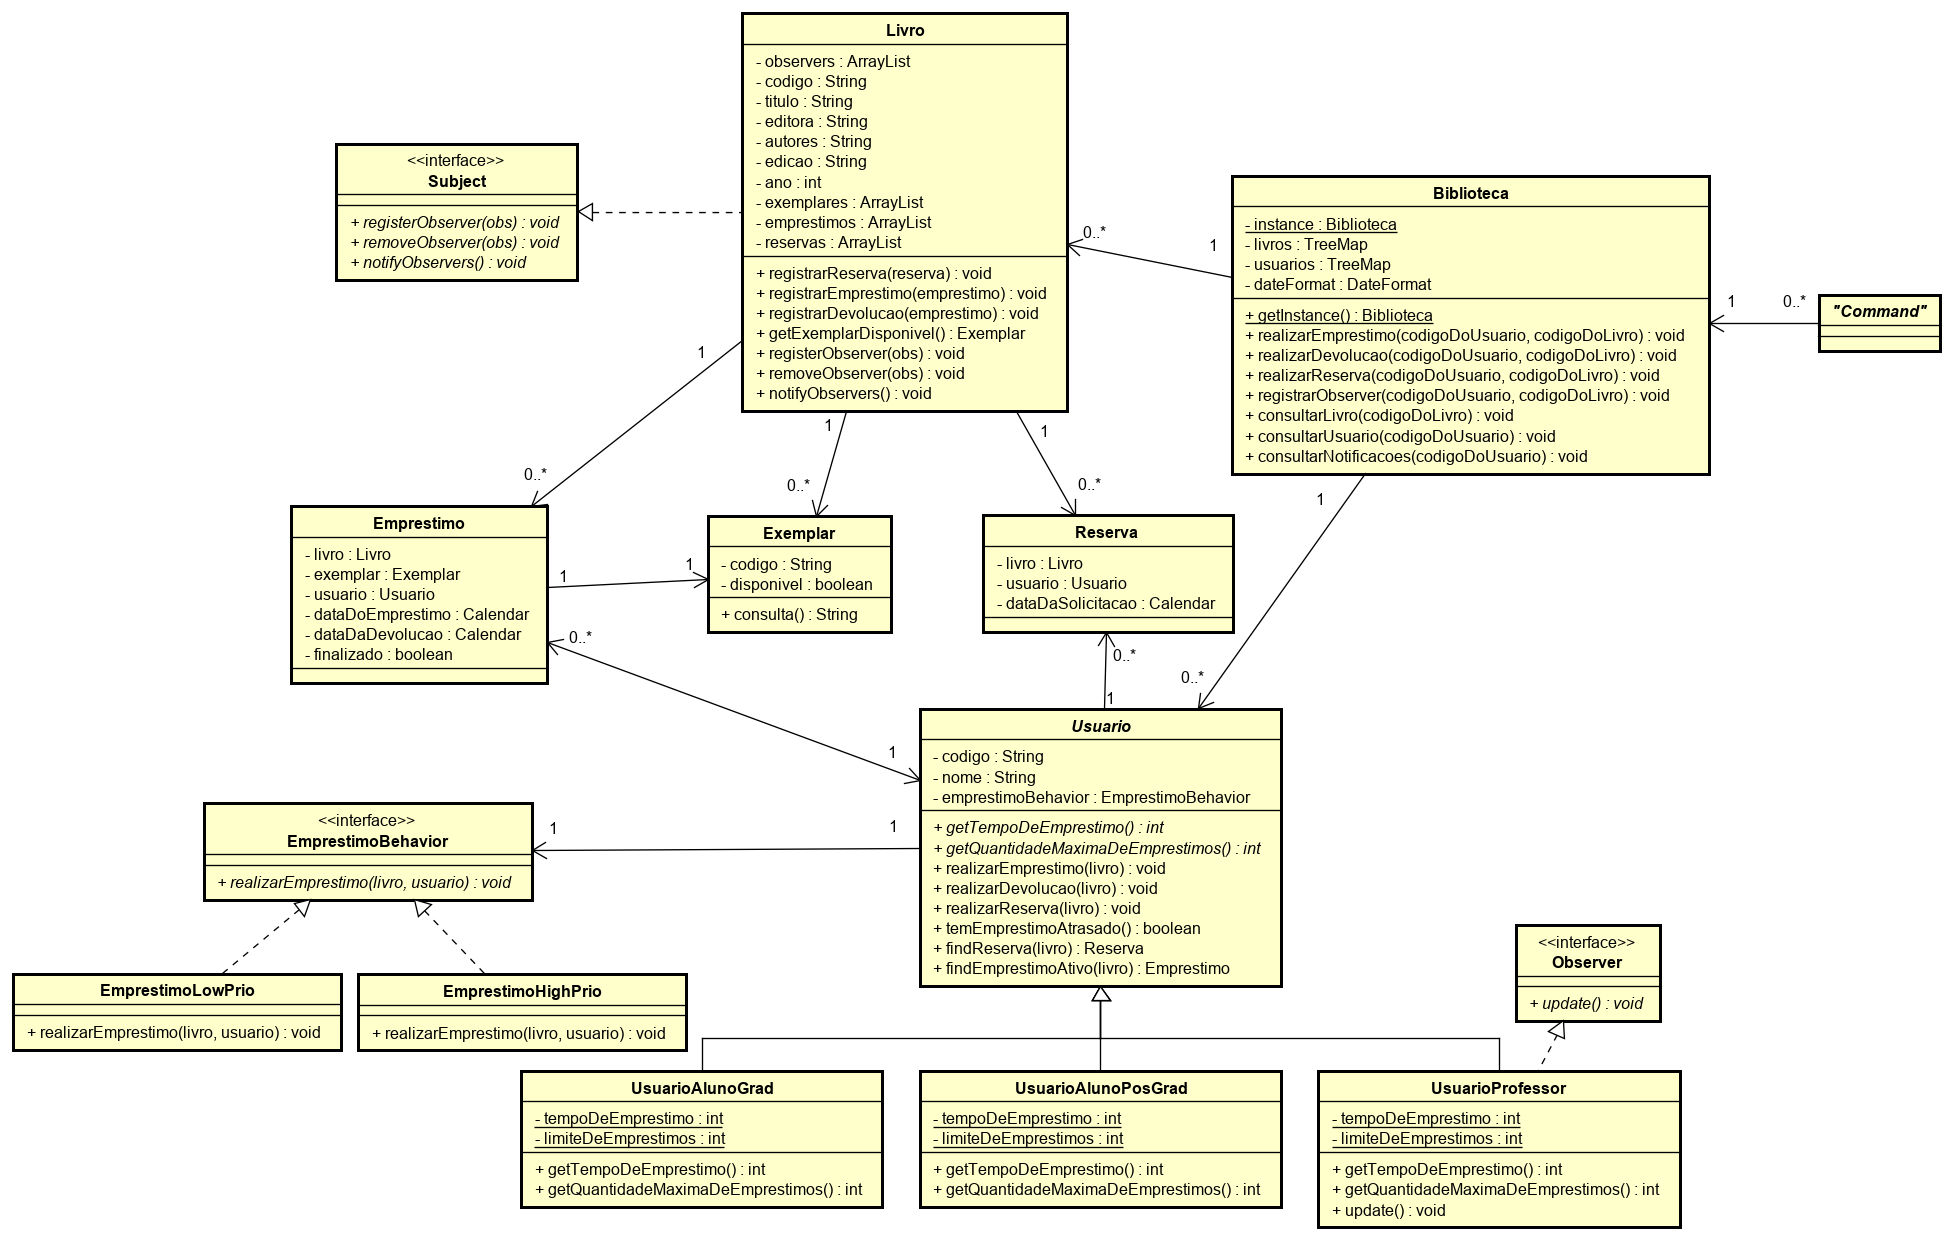 Livro
- observers : ArrayList
- codigo : String
- titulo : String
- editora : String
- autores : String
- edicao : String
- ano : int
- exemplares : ArrayList
- emprestimos : ArrayList
- reservas : ArrayList
+ registrarReserva(reserva) : void
+ registrarEmprestimo(emprestimo) : void
+ registrarDevolucao(emprestimo) : void
+ getExemplarDisponivel() : Exemplar
+ registerObserver(obs) : void
+ removeObserver(obs) : void
+ notifyObservers() : void
<<interface>>
Subject
+ registerObserver(obs) : void
+ removeObserver(obs) : void
+ notifyObservers() : void
0..*
1
Biblioteca
- instance : Biblioteca
- livros : TreeMap
- usuarios : TreeMap
- dateFormat : DateFormat
+ getInstance() : Biblioteca
+ realizarEmprestimo(codigoDoUsuario, codigoDoLivro) : void
+ realizarDevolucao(codigoDoUsuario, codigoDoLivro) : void
+ realizarReserva(codigoDoUsuario, codigoDoLivro) : void
+ registrarObserver(codigoDoUsuario, codigoDoLivro) : void
+ consultarLivro(codigoDoLivro) : void
+ consultarUsuario(codigoDoUsuario) : void
+ consultarNotificacoes(codigoDoUsuario) : void
1
0..*
"Command"
1
0..*
1
0..*
1
0..*
1
0..*
Emprestimo
- livro : Livro
- exemplar : Exemplar
- usuario : Usuario
- dataDoEmprestimo : Calendar
- dataDaDevolucao : Calendar
- finalizado : boolean
1
1
Exemplar
- codigo : String
- disponivel : boolean
+ consulta() : String
Reserva
- livro : Livro
- usuario : Usuario
- dataDaSolicitacao : Calendar
0..*
1
0..*
1
Usuario
- codigo : String
- nome : String
- emprestimoBehavior : EmprestimoBehavior
+ getTempoDeEmprestimo() : int
+ getQuantidadeMaximaDeEmprestimos() : int
+ realizarEmprestimo(livro) : void
+ realizarDevolucao(livro) : void
+ realizarReserva(livro) : void
+ temEmprestimoAtrasado() : boolean
+ findReserva(livro) : Reserva
+ findEmprestimoAtivo(livro) : Emprestimo
1
1
<<interface>>
EmprestimoBehavior
+ realizarEmprestimo(livro, usuario) : void
EmprestimoLowPrio
+ realizarEmprestimo(livro, usuario) : void
EmprestimoHighPrio
+ realizarEmprestimo(livro, usuario) : void
<<interface>>
Observer
+ update() : void
UsuarioAlunoGrad
- tempoDeEmprestimo : int
- limiteDeEmprestimos : int
+ getTempoDeEmprestimo() : int
+ getQuantidadeMaximaDeEmprestimos() : int
UsuarioAlunoPosGrad
- tempoDeEmprestimo : int
- limiteDeEmprestimos : int
+ getTempoDeEmprestimo() : int
+ getQuantidadeMaximaDeEmprestimos() : int
UsuarioProfessor
- tempoDeEmprestimo : int
- limiteDeEmprestimos : int
+ getTempoDeEmprestimo() : int
+ getQuantidadeMaximaDeEmprestimos() : int
+ update() : void